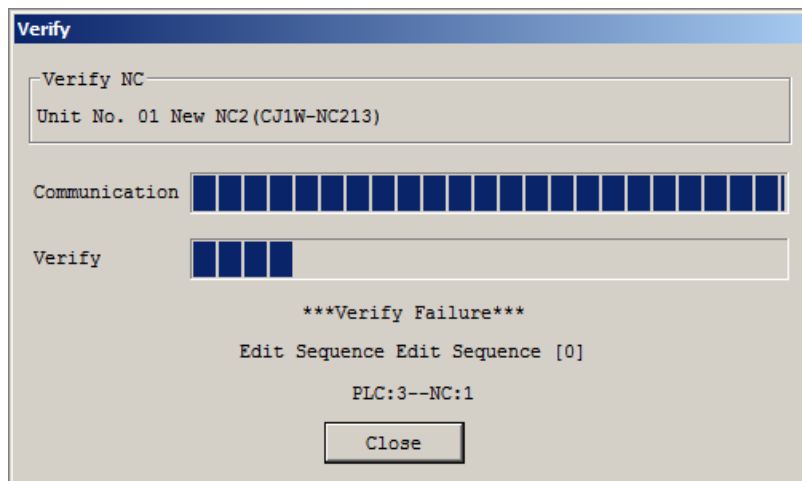 Verify
Verify NC
Unit No. 01 New NC2(CJ1W-NC213)
Communication
Verify
***Verify Failure***
Edit Sequence Edit Sequence [0]
PLC:3--NC:1
Close